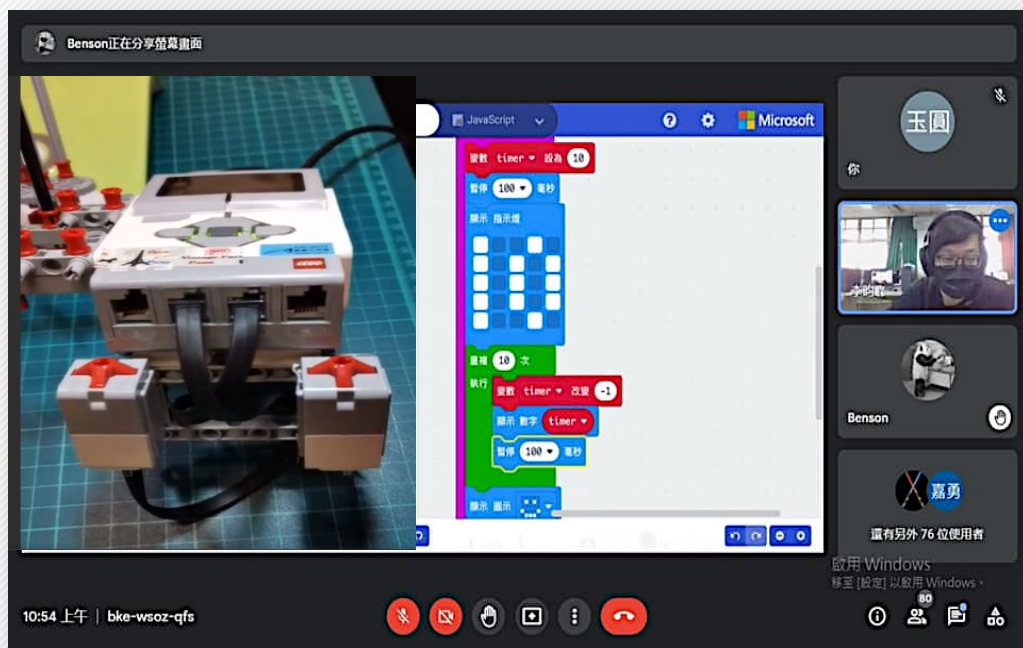 Benson正在分享螢幕畫面
JavaScript
Microsoft
變數 timer 設為 10
暫停 100 毫秒
顯示 指示燈
重複 10 次
執行
變數 timer 改變 -1
顯示 數字 timer
暫停 100 毫秒
顯示 圖示
LEGO
玉圓
你
Benson
嘉勇
還有另外 76 位使用者
啟用 Windows
移至 [設定] 以啟用 Windows。
10:54 上午 | bke-wsoz-qfs
80